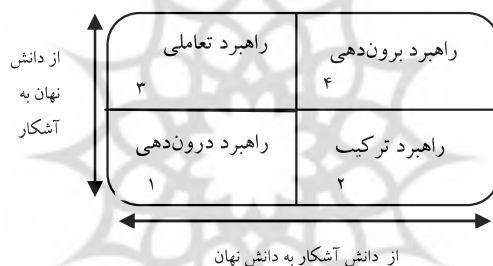 راهبرد برون‌دهی
۴
راهبرد تعاملی
۳
راهبرد ترکیب
۲
راهبرد درون‌دهی
۱
از دانش
نهان به
آشکار
از دانش آشکار به دانش نهان